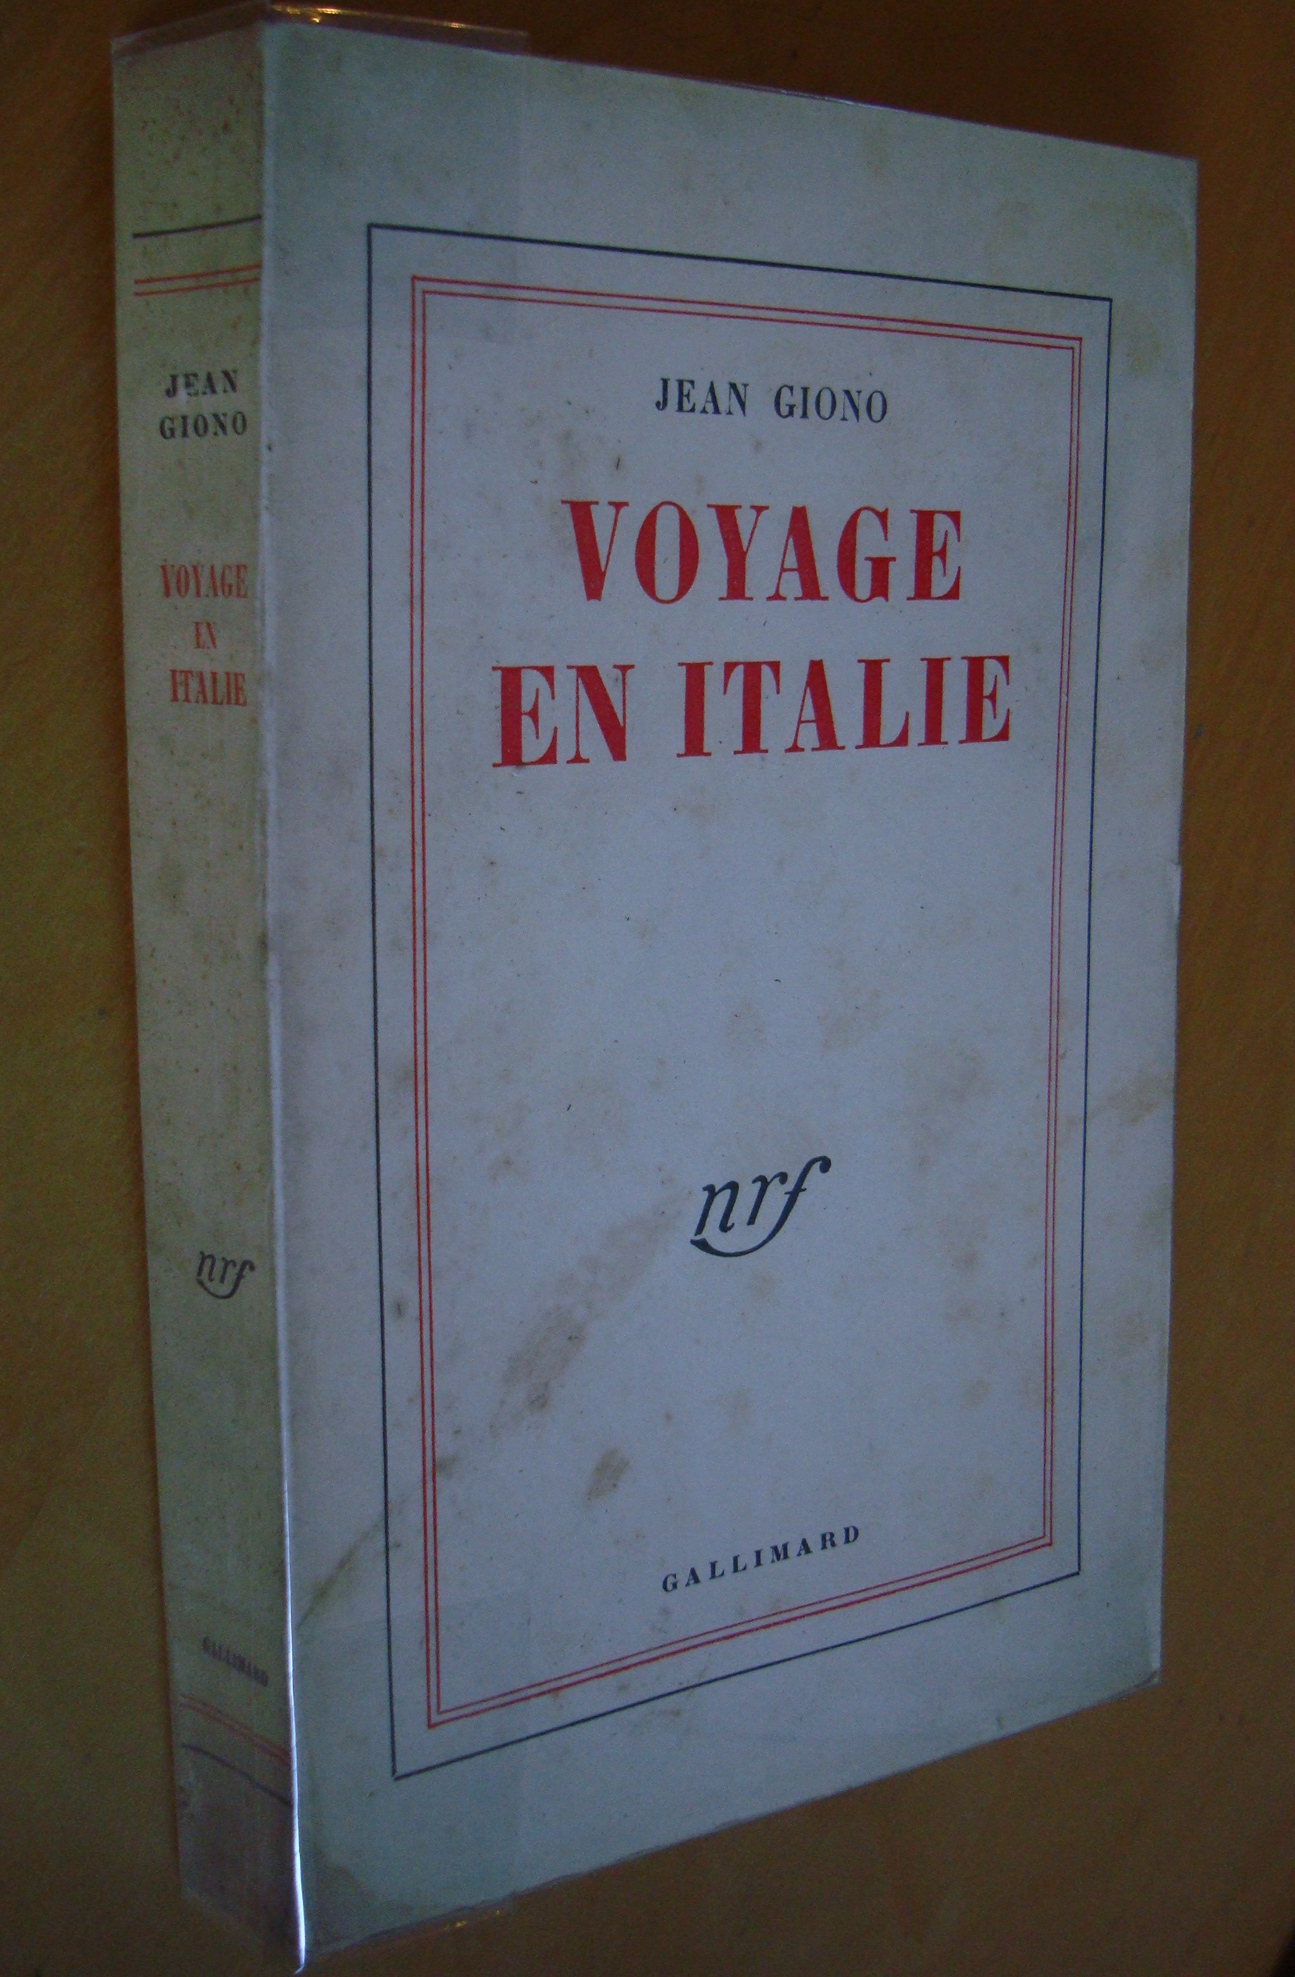 JEAN
GIONO
VOYAGE
EN
ITALIE
nrf
GALLIMARD
JEAN GIONO
VOYAGE
EN ITALIE
nrf
GALLIMARD